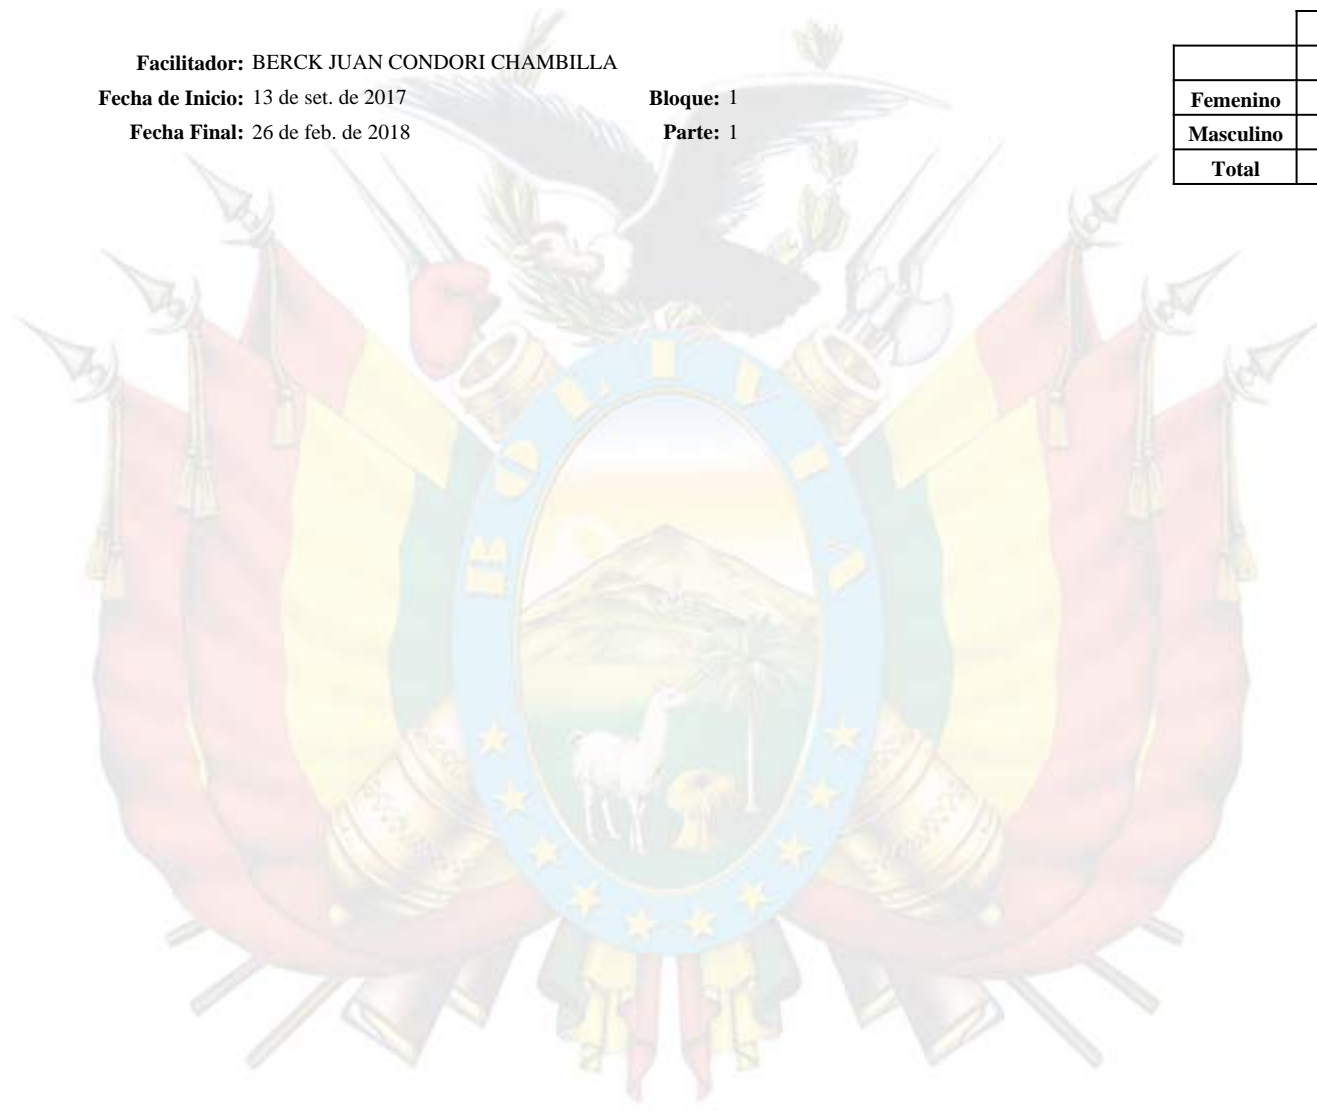 Facilitador: BERCK JUAN CONDORI CHAMBILLA
Fecha de Inicio: 13 de set. de 2017 Bloque: 1
Fecha Final: 26 de feb. de 2018 Parte: 1
Femenino
Masculino
Total
BOLIVIA